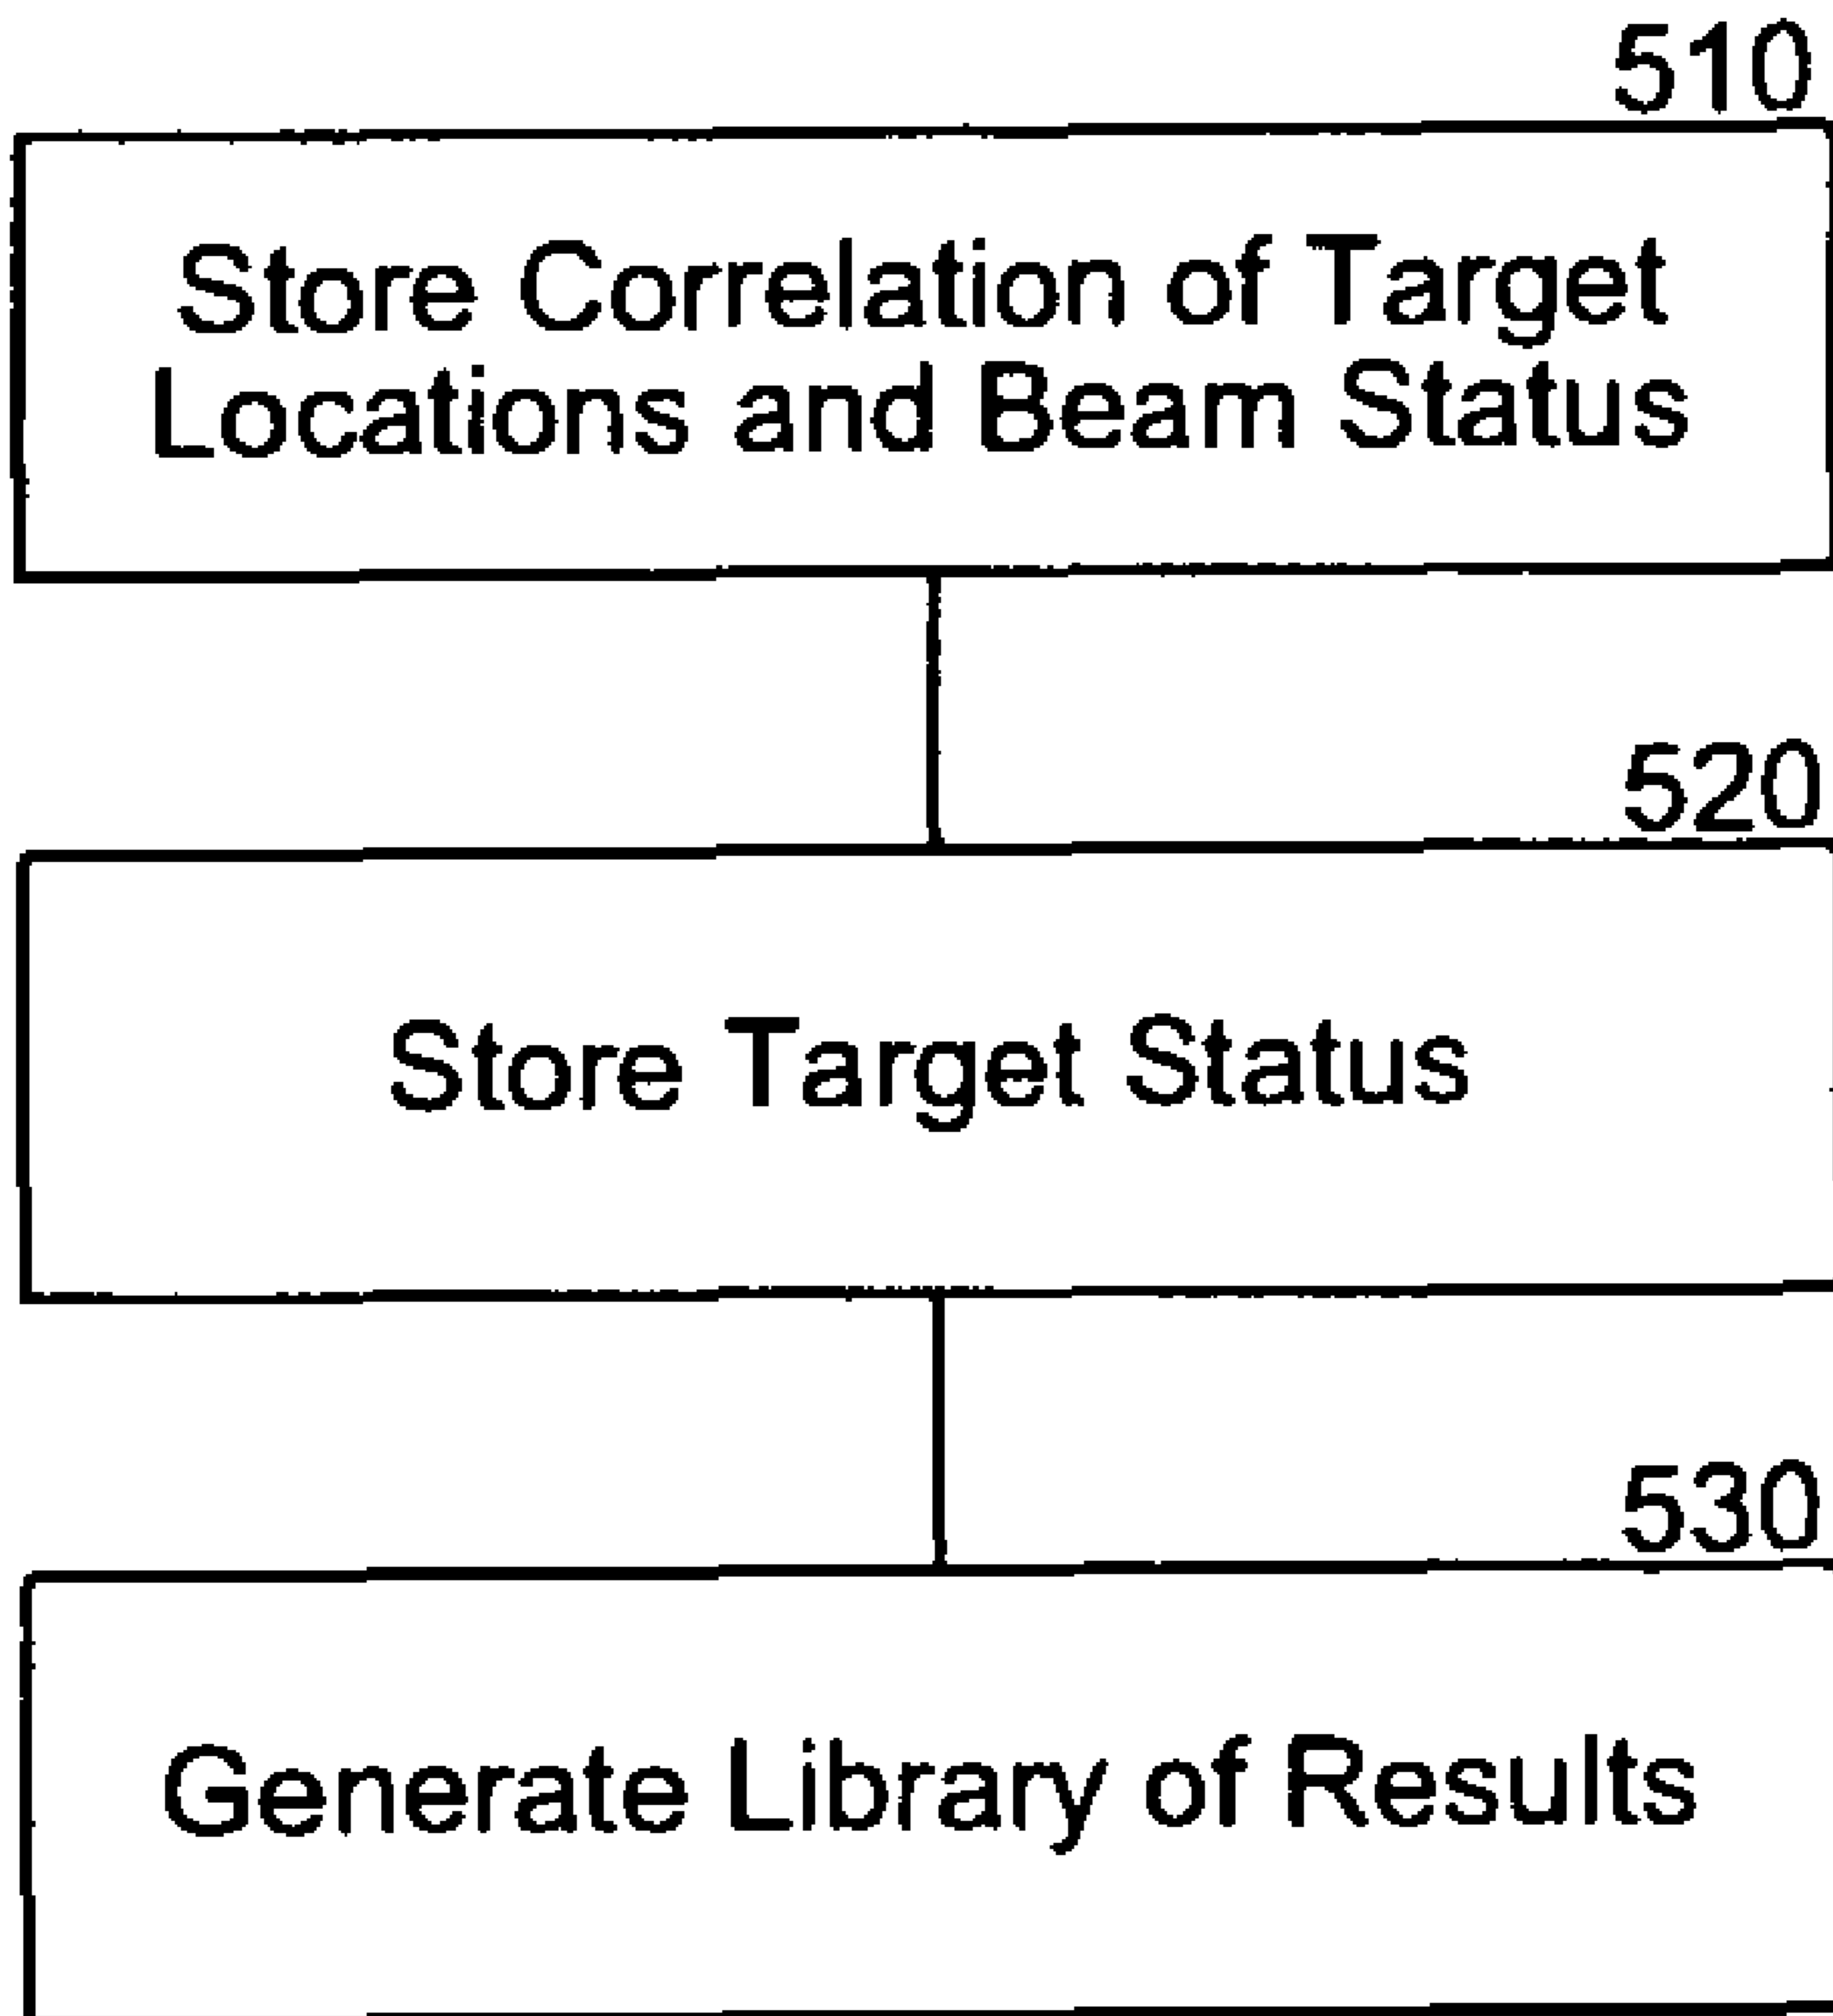 510
Store Correlation of Target
Locations and Beam Status
520
Store Target Status
530
Generate Library of Results